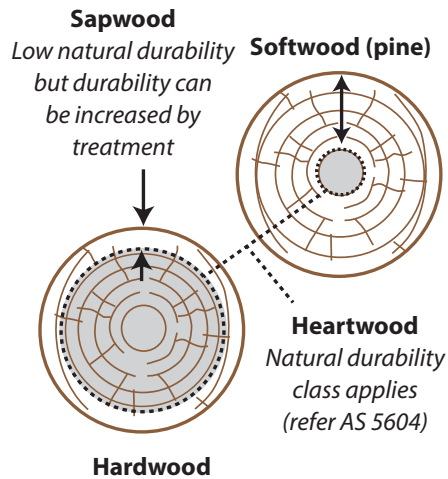 Sapwood
Low natural durability
but durability can
be increased by
treatment
Softwood (pine)
Heartwood
Natural durability
class applies
(refer AS 5604)
Hardwood